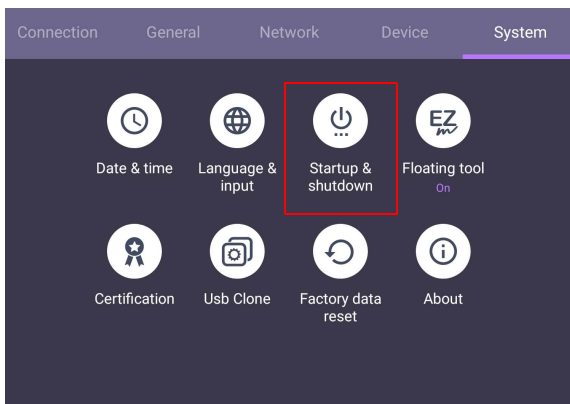 Connection General Network Device System
EZ
m
Date & time Language & input Startup & shutdown Floating tool
On
Certification Usb Clone Factory data reset About